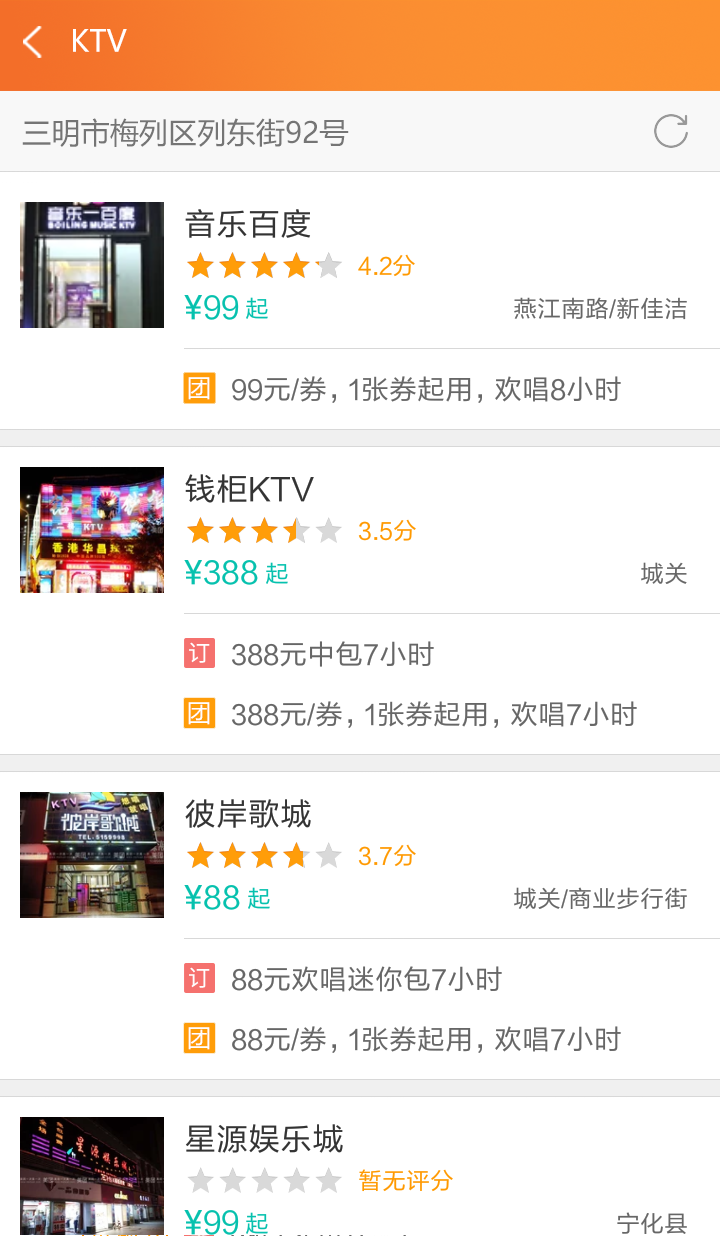 KTV
三明市梅列区列东街92号
音乐一百度
BOILING MUSIC KTV
音乐百度
4.2分
¥99 起
燕江南路/新佳洁
团 99元/券，1张券起用，欢唱8小时
香港华昌珠宝
钱柜KTV
3.5分
¥388 起
城关
订 388元中包7小时
团 388元/券，1张券起用，欢唱7小时
KTV
彼岸歌城
彼岸歌城
3.7分
¥88 起
城关/商业步行街
订 88元欢唱迷你包7小时
团 88元/券，1张券起用，欢唱7小时
星源娱乐城
星源娱乐城
暂无评分
¥99 起
宁化县